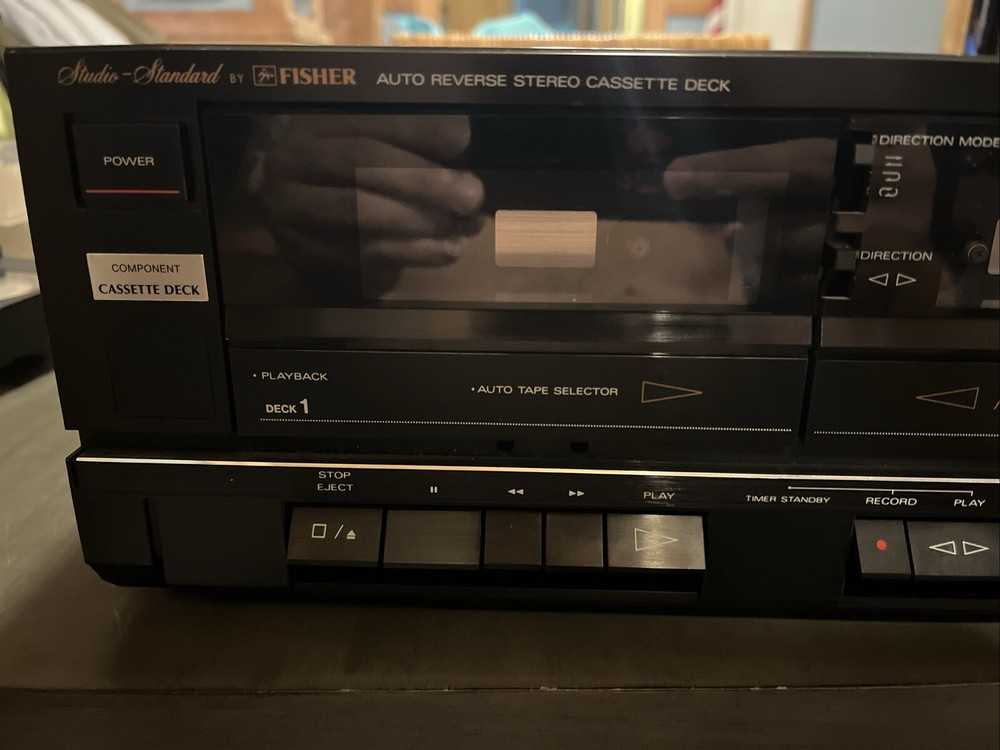 Studio-Standard BY FISHER AUTO REVERSE STEREO CASSETTE DECK
POWER
DIRECTION MODE
COMPONENT
CASSETTE DECK
DIRECTION
• PLAYBACK
• AUTO TAPE SELECTOR
DECK 1
STOP
EJECT
PLAY
TIMER STANDBY
RECORD
PLAY